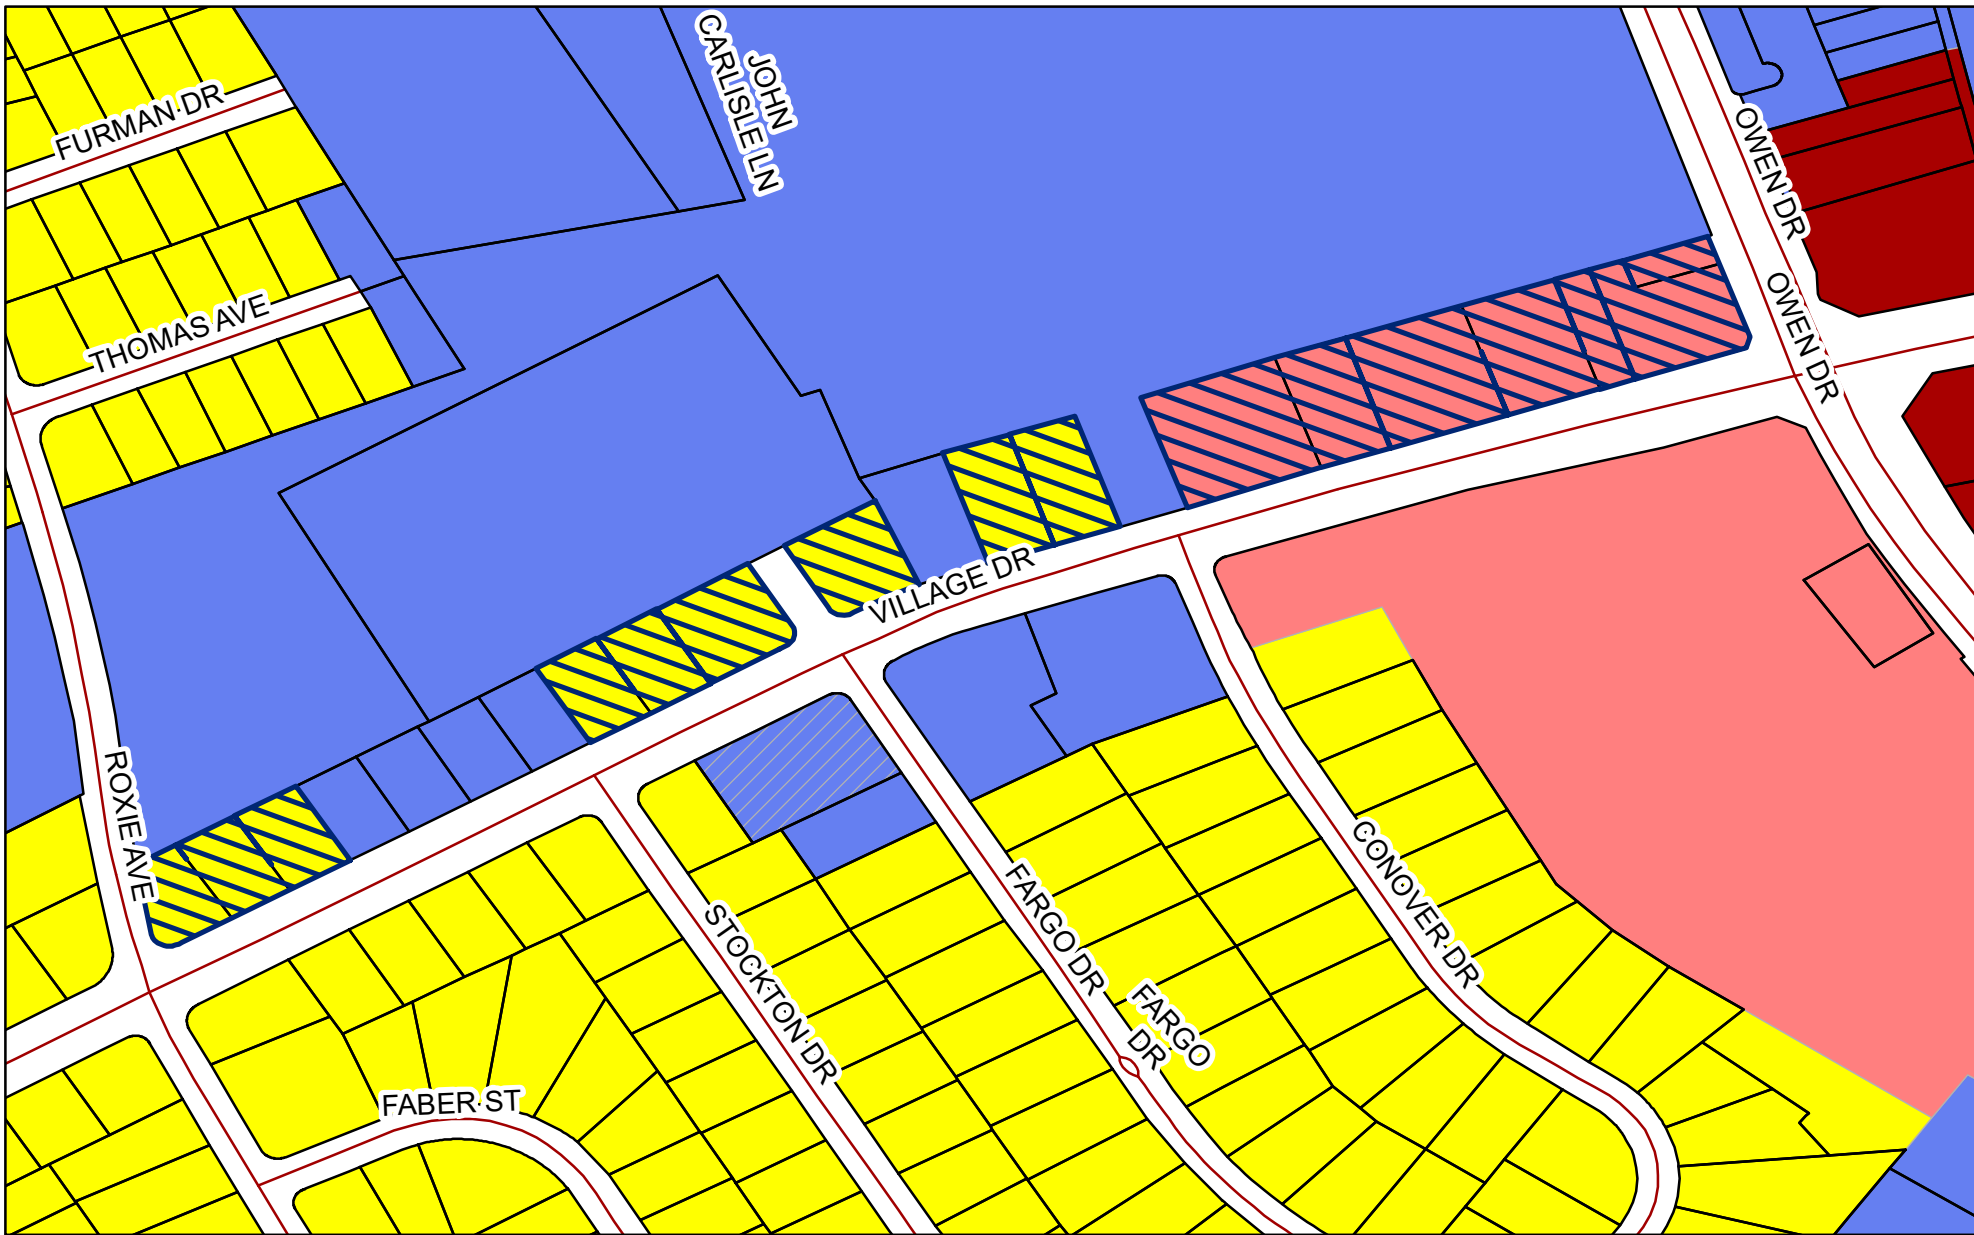 JOHN
CARLISLE LN
FURMAN DR
OWEN DR
THOMAS AVE
OWEN DR
VILLAGE DR
ROXIE AVE
CONOVER DR
FARGO DR
STOCKTON DR
FARGO
DR
FABER ST